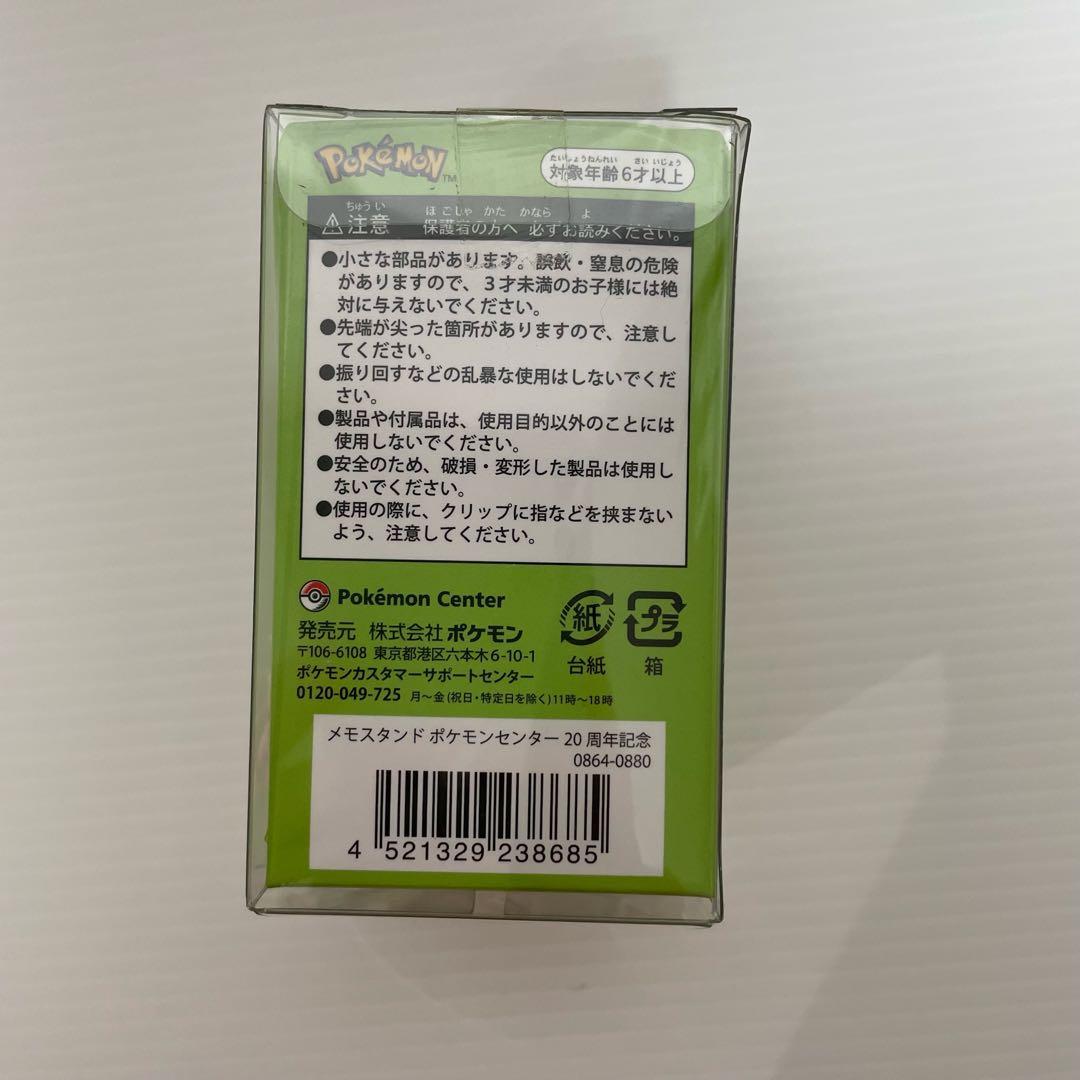 POKéMON™
たいしょうねんれい さい いじょう
対象年齢6才以上
ちゅうい ほごしゃ かた かなら よ
⚠注意 保護者の方へ 必ずお読みください。
●小さな部品があります。誤飲・窒息の危険
がありますので、３才未満のお子様には絶
対に与えないでください。
●先端が尖った箇所がありますので、注意し
てください。
●振り回すなどの乱暴な使用はしないでくだ
さい。
●製品や付属品は、使用目的以外のことには
使用しないでください。
●安全のため、破損・変形した製品は使用し
ないでください。
●使用の際に、クリップに指などを挟まない
よう、注意してください。
Pokémon Center
発売元 株式会社 ポケモン
〒106-6108 東京都港区六本木6-10-1
ポケモンカスタマーサポートセンター
0120-049-725 月〜金(祝日・特定日を除く)11時〜18時
紙 プラ
台紙 箱
メモスタンド ポケモンセンター 20 周年記念
0864-0880
4 521329 238685